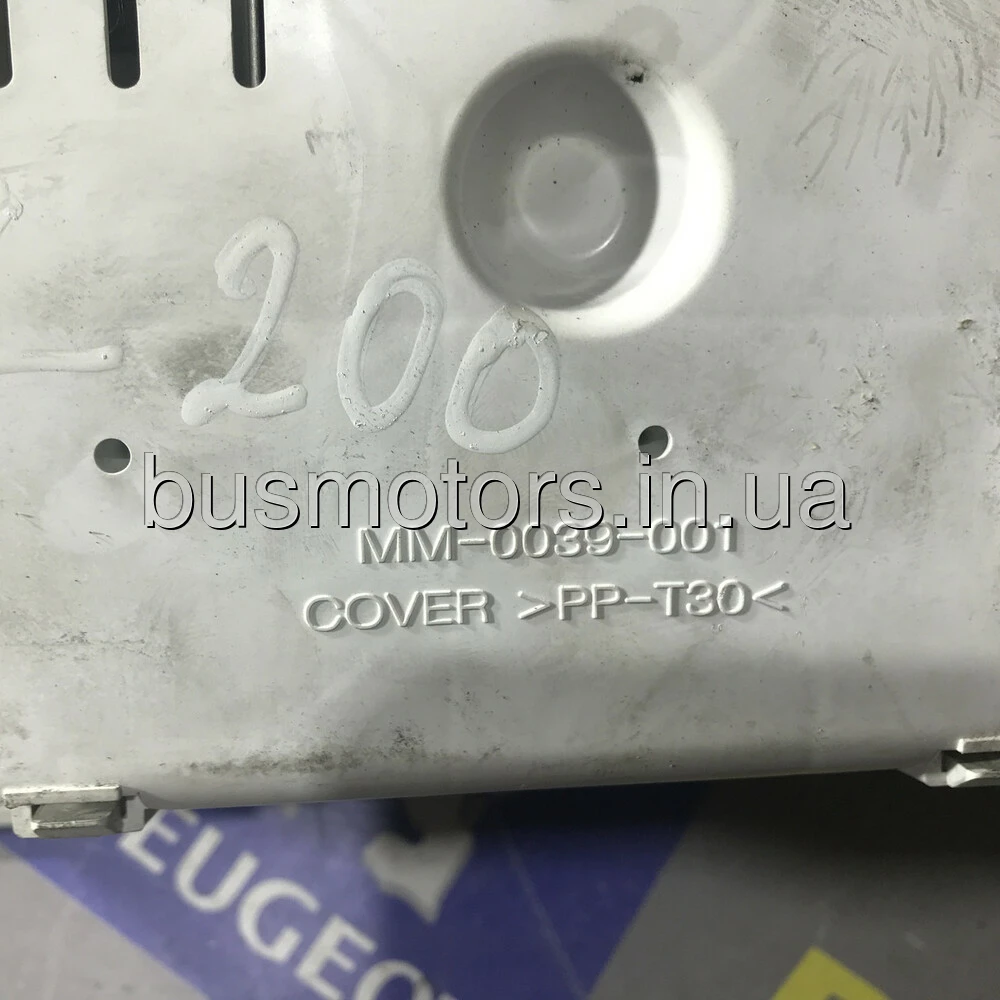 -200
busmotors.in.ua
MM-0039-001
COVER >PP-T30<
EUGEO